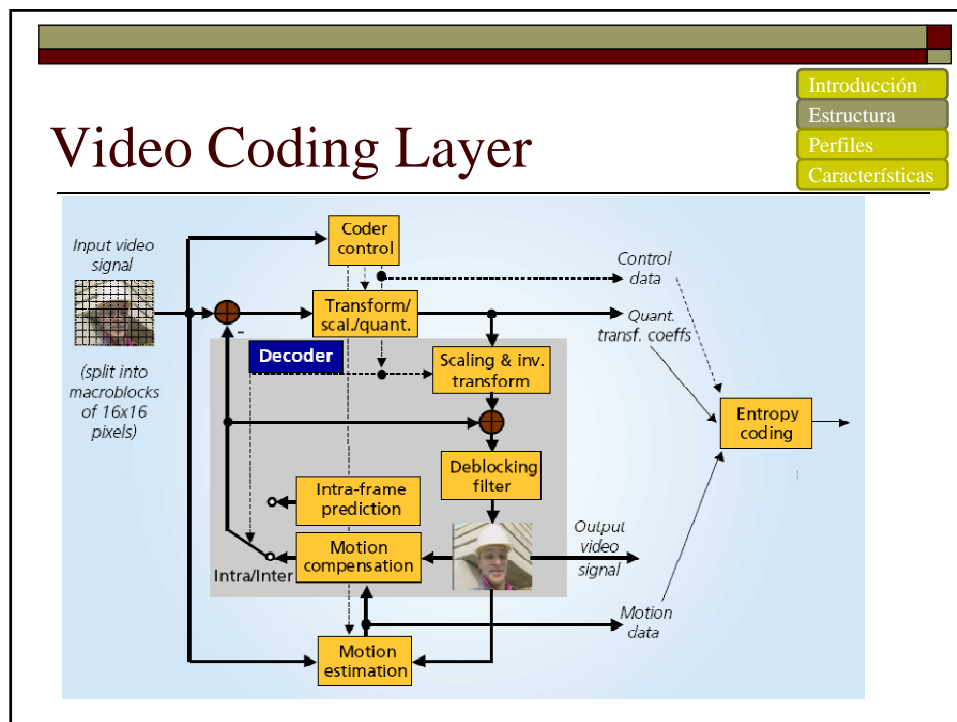 Introducción
Estructura
Perfiles
Características
Video Coding Layer
Input video
signal
(split into
macroblocks
of 16x16
pixels)
Coder
control
Control
data
Transform/
scal./quant.
Quant.
transf. coeffs
-
Decoder
Scaling & inv.
transform
Entropy
coding
Deblocking
filter
Intra-frame
prediction
Motion
compensation
Intra/Inter
Output
video
signal
Motion
data
Motion
estimation